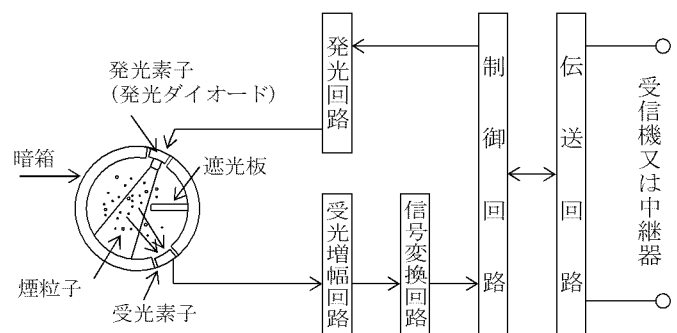 発光素子
(発光ダイオード)
暗箱
遮光板
煙粒子
受光素子
発光回路
受光増幅回路
信号変換回路
制御回路
伝送回路
受信機又は中継器